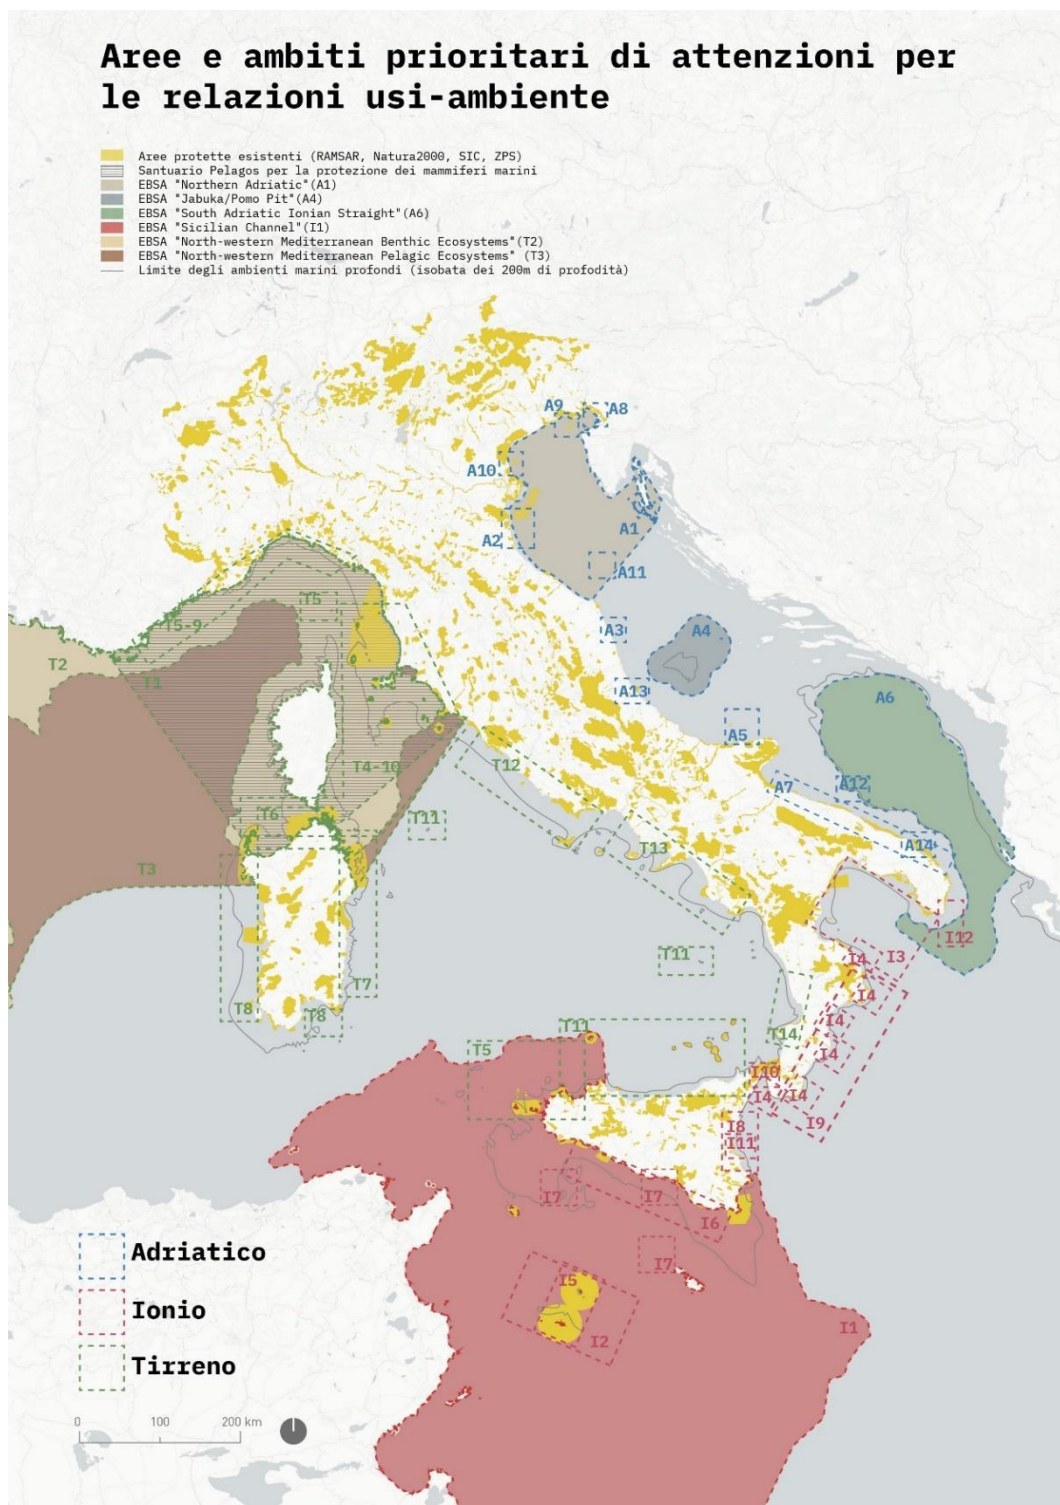 Aree e ambiti prioritari di attenzioni per
le relazioni usi-ambiente
Aree protette esistenti (RAMSAR, Natura2000, SIC, ZPS)
Santuario Pelagos per la protezione dei mammiferi marini
EBSA "Northern Adriatic"(A1)
EBSA "Jabuka/Pomo Pit"(A4)
EBSA "South Adriatic Ionian Straight"(A6)
EBSA "Sicilian Channel"(I1)
EBSA "North-western Mediterranean Benthic Ecosystems"(T2)
EBSA "North-western Mediterranean Pelagic Ecosystems" (T3)
Limite degli ambienti marini profondi (isobata dei 200m di profodità)
A9
A8
A10
A1
A2
A11
T5
T5-9
A3
A4
T2
T1
A13
A6
A5
T12
T4-10
A7
A12
T6
T11
A14
T13
T3
I12
T11
I4
I3
T7
I4
T8
T8
I4
T11
T14
T5
I4
I10
I4
I4
I9
I8
I11
I7
I7
I6
I7
I5
I1
I2
Adriatico
Ionio
Tirreno
0
100
200 km